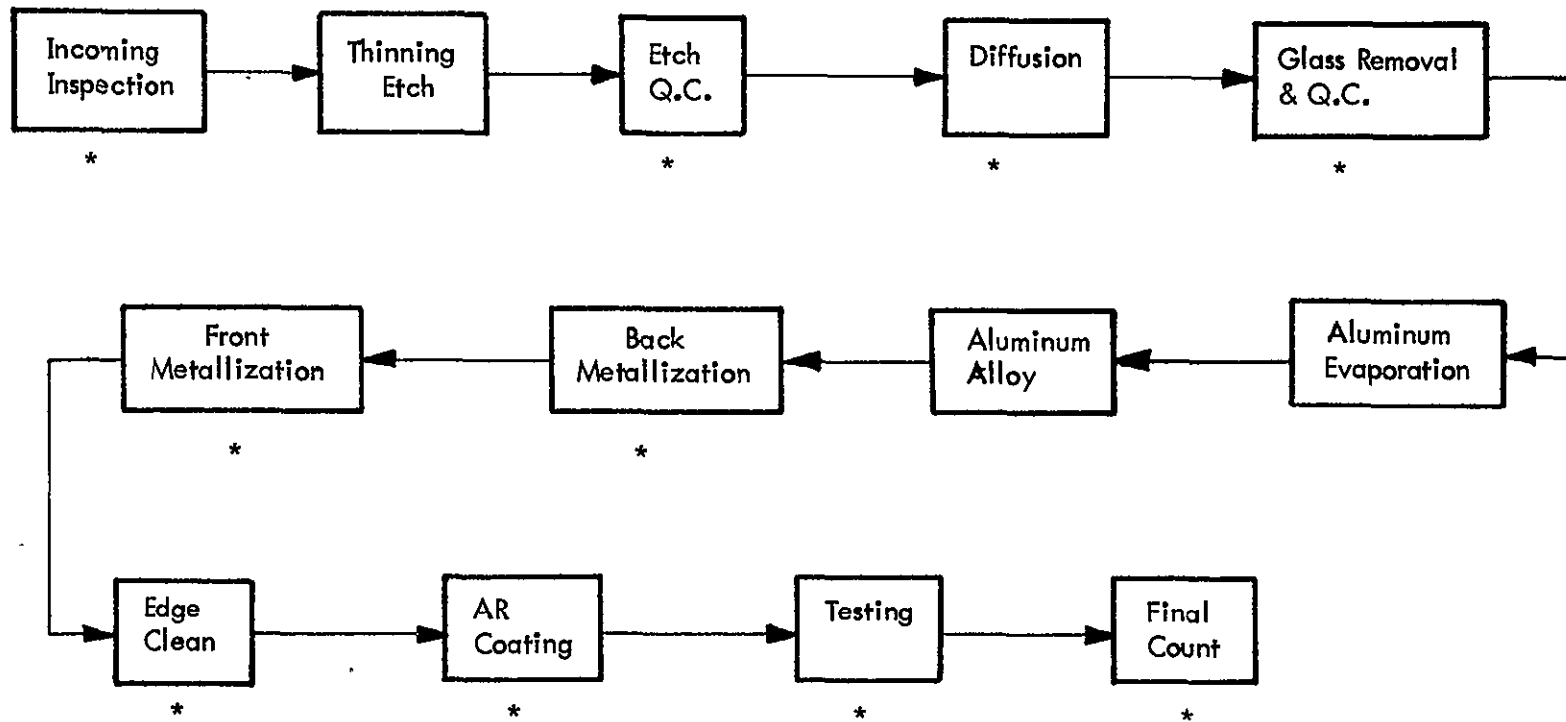 Incoming
Inspection
Thinning
Etch
Etch
Q.C.
Diffusion
Glass Removal
& Q.C.
*
*
*
*
Aluminum
Evaporation
Aluminum
Alloy
Back
Metallization
Front
Metallization
*
*
Edge
Clean
AR
Coating
Testing
Final
Count
*
*
*
*